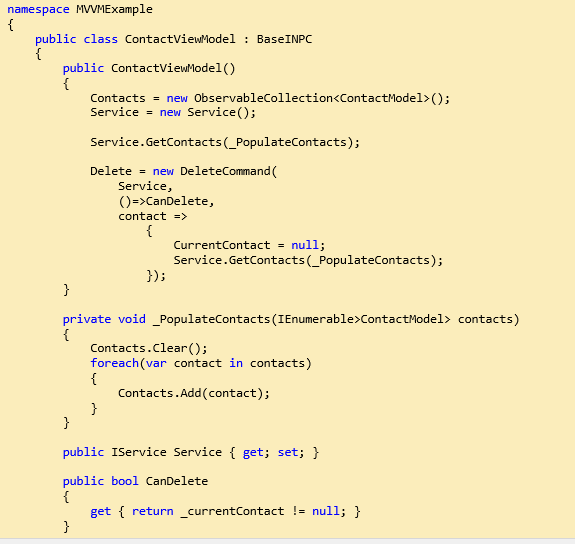 namespace MVVMExample
{
    public class ContactViewModel : BaseINPC
    {
        public ContactViewModel()
        {
            Contacts = new ObservableCollection<ContactModel>();
            Service = new Service();

            Service.GetContacts(_PopulateContacts);

            Delete = new DeleteCommand(
                Service,
                ()=>CanDelete,
                contact =>
                    {
                        CurrentContact = null;
                        Service.GetContacts(_PopulateContacts);
                    });
        }

        private void _PopulateContacts(IEnumerable>ContactModel> contacts)
        {
            Contacts.Clear();
            foreach(var contact in contacts)
            {
                Contacts.Add(contact);
            }
        }

        public IService Service { get; set; }

        public bool CanDelete
        {
            get { return _currentContact != null; }
        }